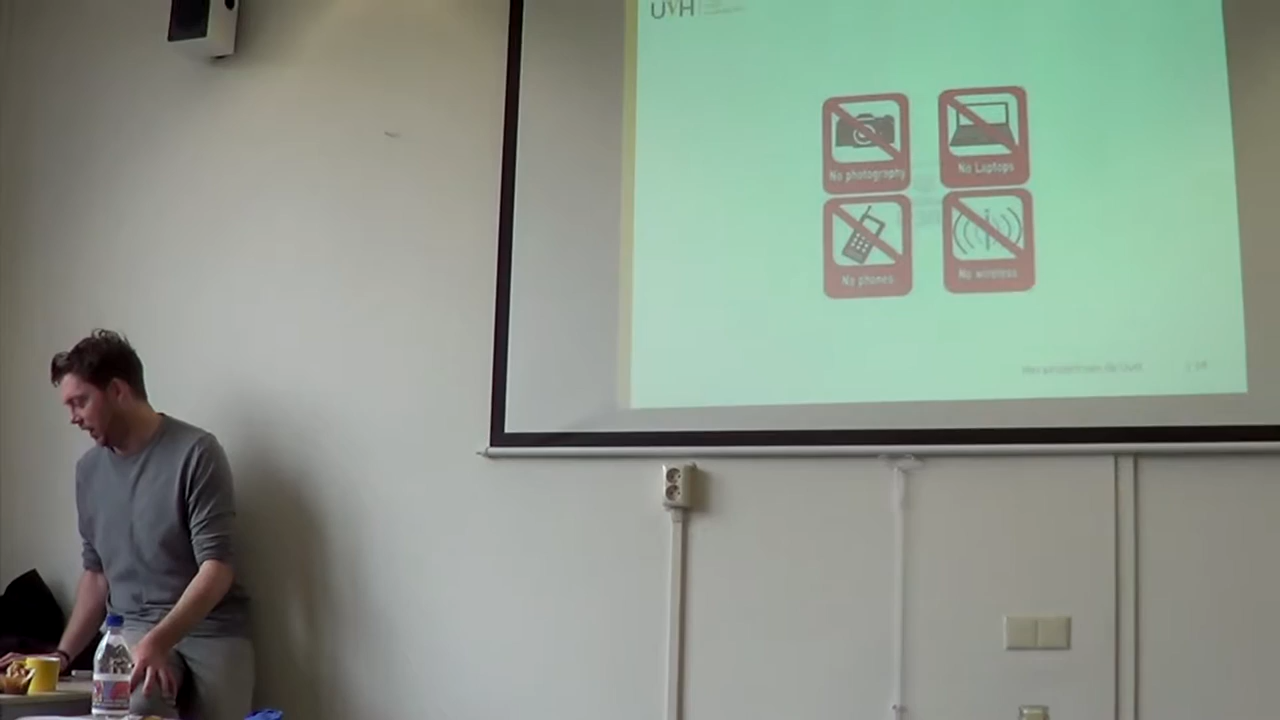 UVH
No photography
No Laptops
No phones
No wireless